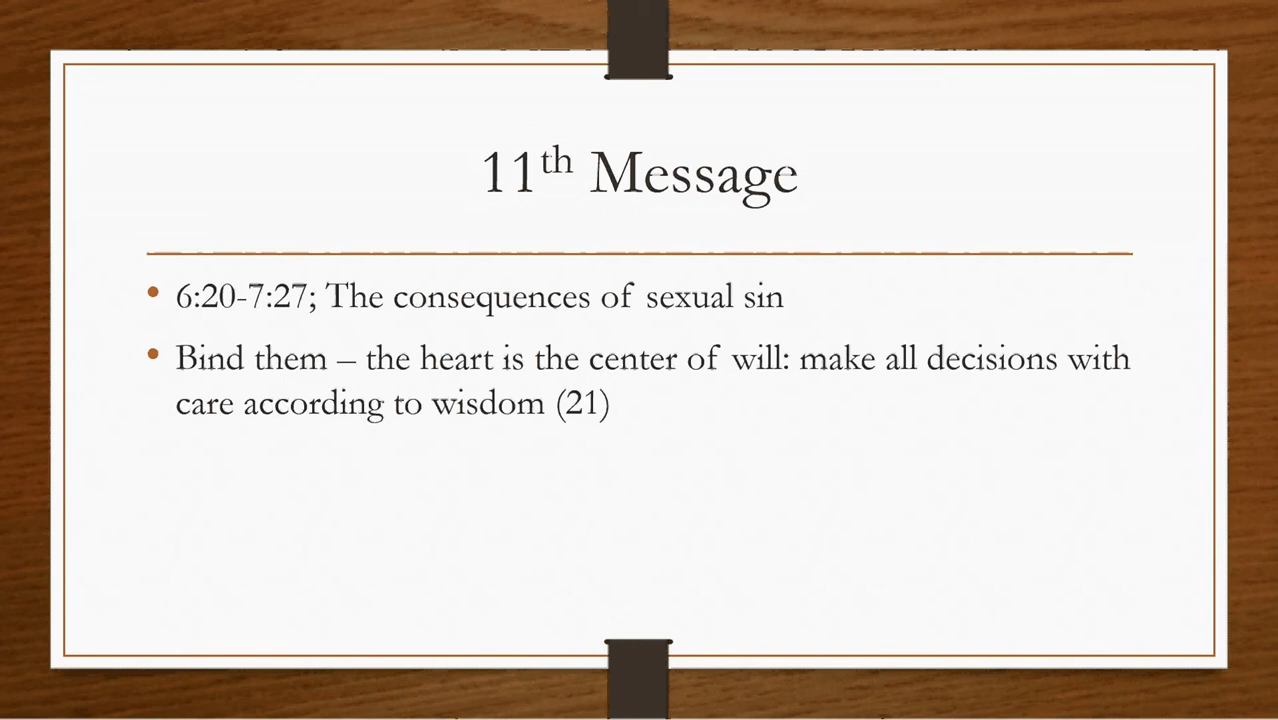 11th Message
• 6:20-7:27; The consequences of sexual sin
• Bind them – the heart is the center of will: make all decisions with
care according to wisdom (21)